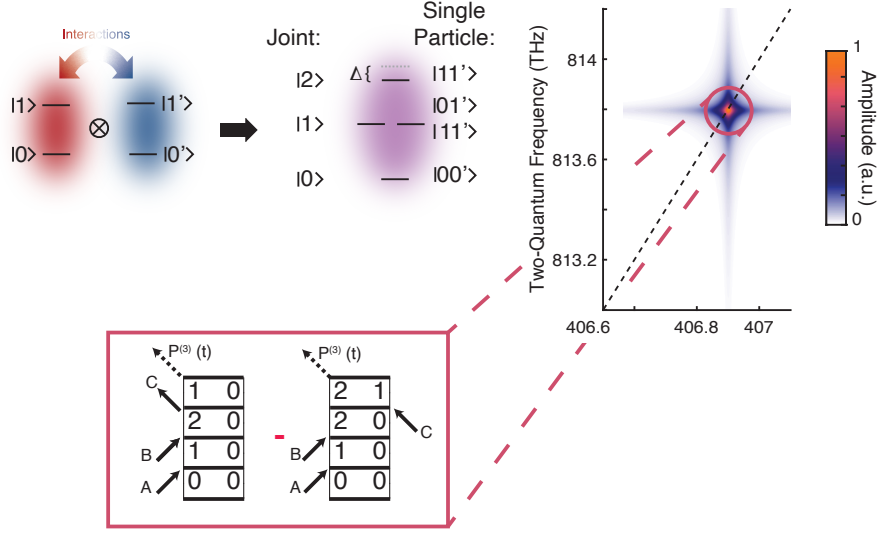 Interactions
|1>
|1'>
⊗
|0>
|0'>
Joint:
Single
Particle:
|2>
Δ{
|11'>
|01'>
|1>
|11'>
|0>
|00'>
Two-Quantum Frequency (THz)
814
813.6
813.2
406.6
406.8
407
1
Amplitude (a.u.)
0
P(3) (t)
C
1 0
2 0
B
1 0
A
0 0
-
P(3) (t)
2 1
2 0
C
B
1 0
A
0 0